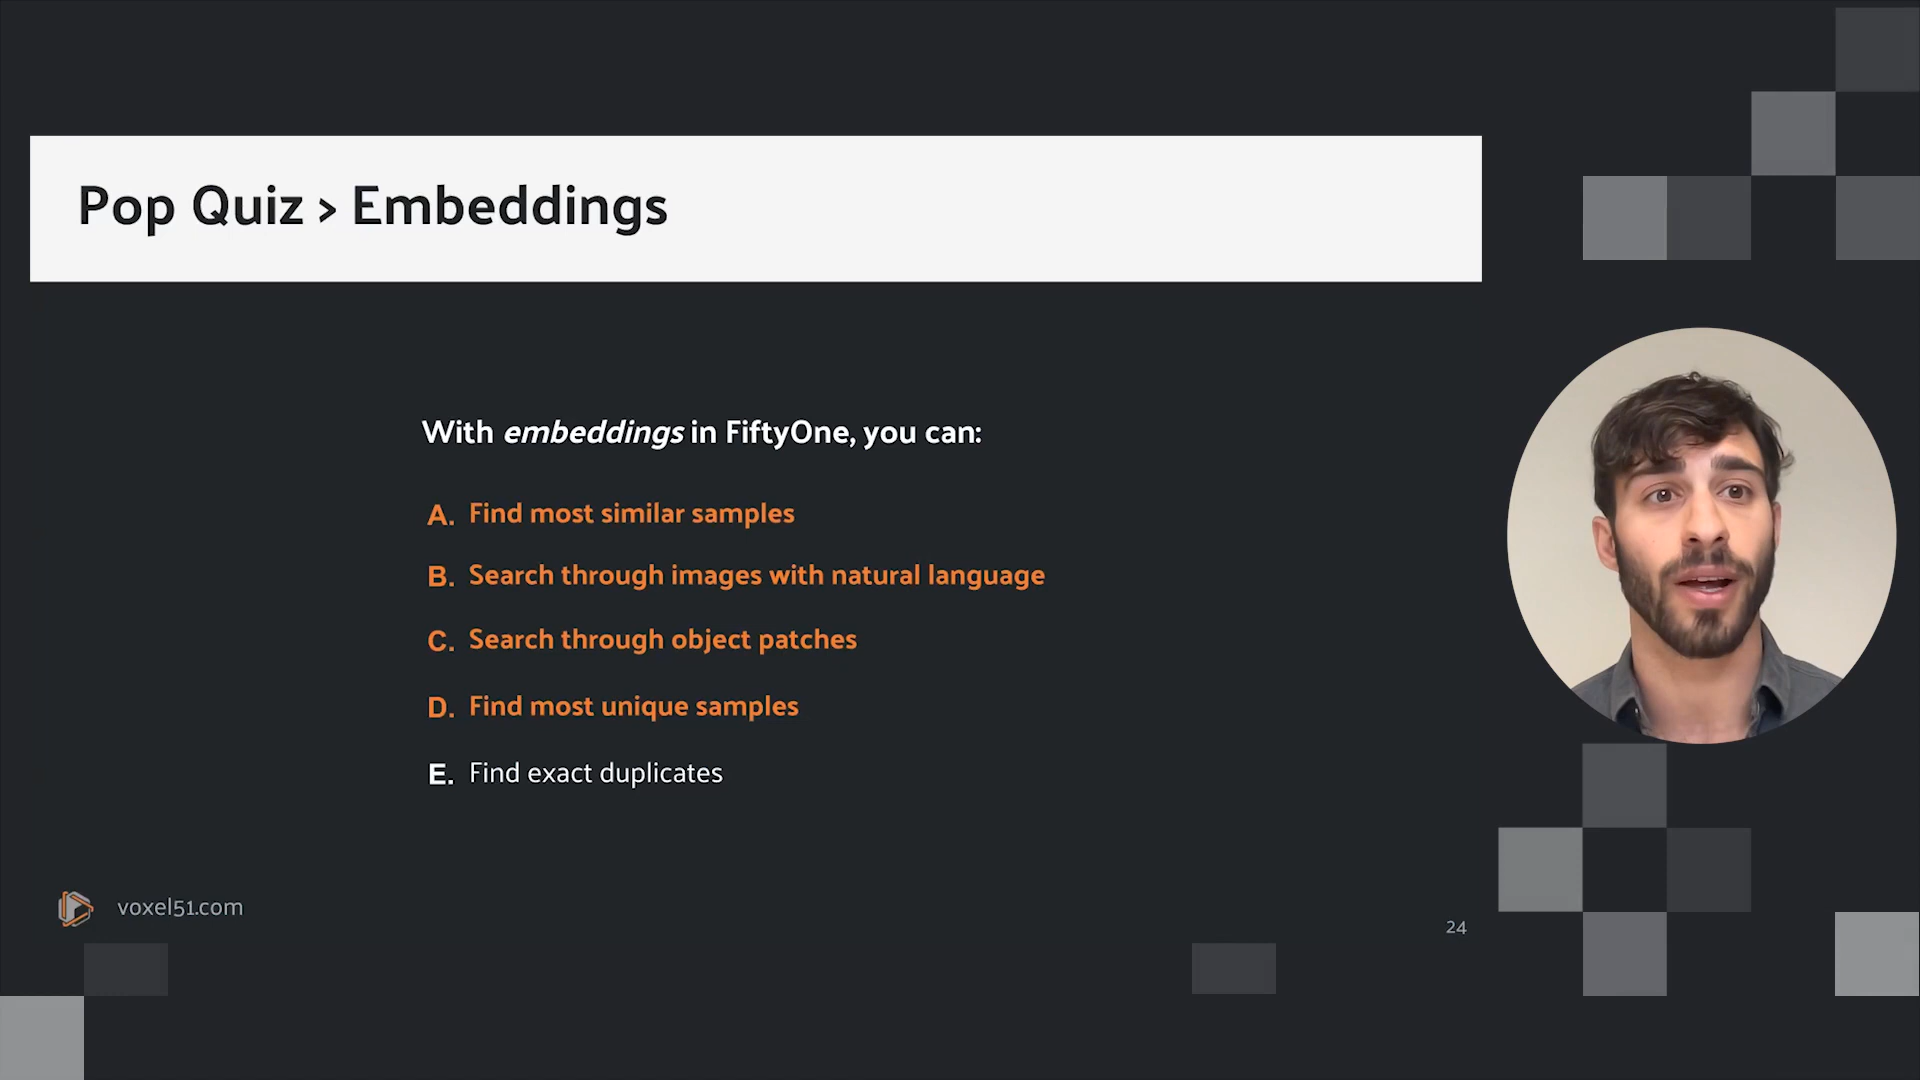 Pop Quiz > Embeddings
With embeddings in FiftyOne, you can:
A. Find most similar samples
B. Search through images with natural language
C. Search through object patches
D. Find most unique samples
E. Find exact duplicates
voxel51.com
24